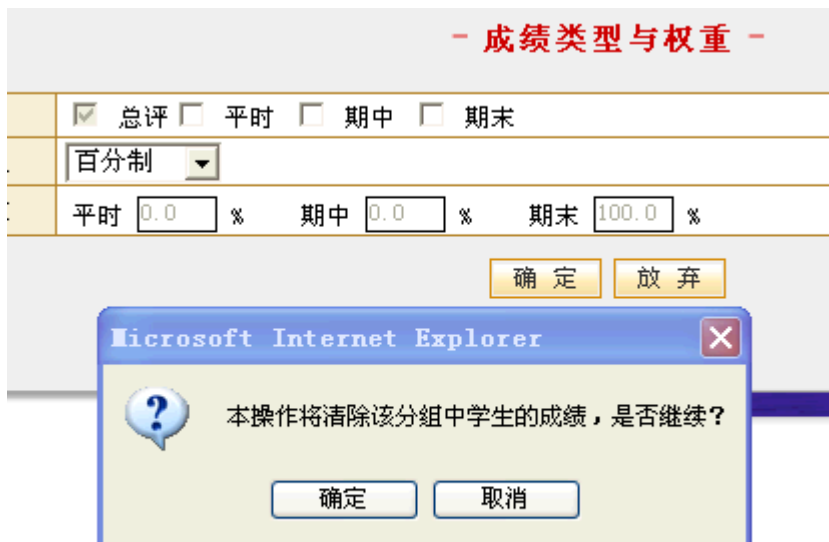 - 成绩类型与权重 -
总评 平时 期中 期末
百分制
平时 0.0 % 期中 0.0 % 期末 100.0 %
确 定 放 弃
Microsoft Internet Explorer
本操作将清除该分组中学生的成绩，是否继续？
确定 取消